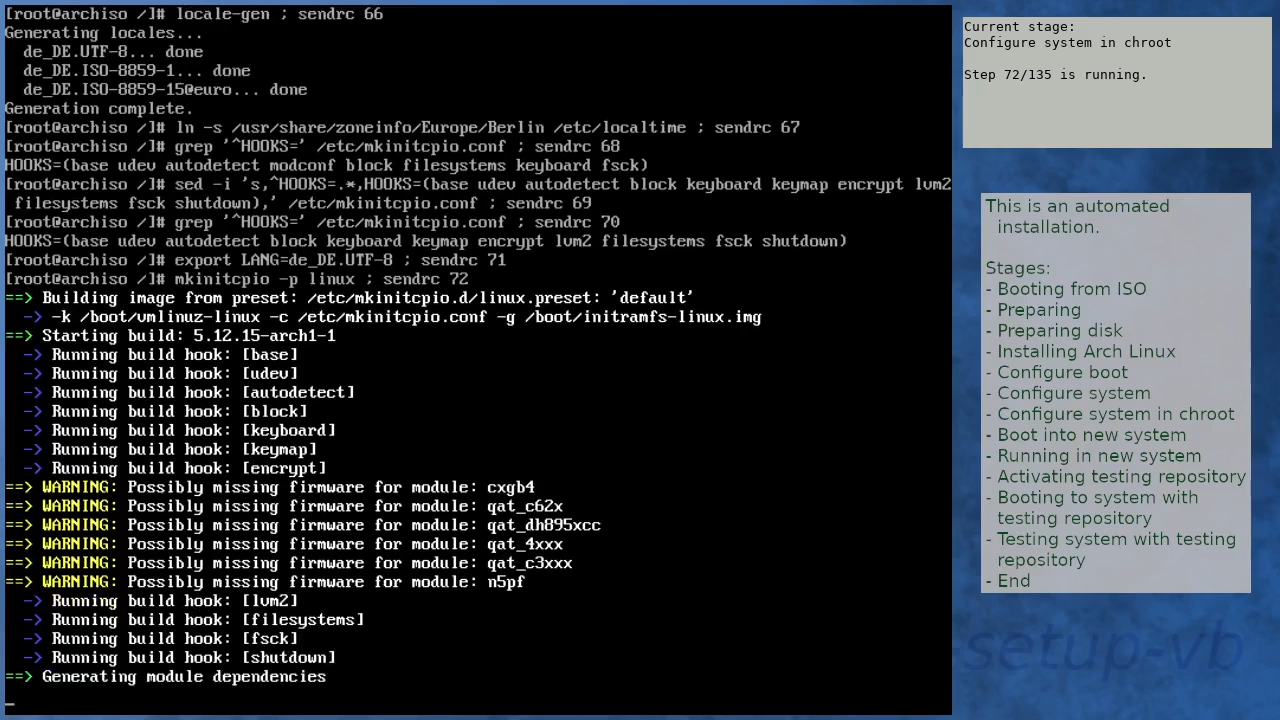 [root@archiso /]# locale-gen ; sendrc 66
Generating locales...
  de_DE.UTF-8... done
  de_DE.ISO-8859-1... done
  de_DE.ISO-8859-15@euro... done
Generation complete.
[root@archiso /]# ln -s /usr/share/zoneinfo/Europe/Berlin /etc/localtime ; sendrc 67
[root@archiso /]# grep '^HOOKS=' /etc/mkinitcpio.conf ; sendrc 68
HOOKS=(base udev autodetect modconf block filesystems keyboard fsck)
[root@archiso /]# sed -i 's,^HOOKS=.*,HOOKS=(base udev autodetect block keyboard keymap encrypt lvm2
 filesystems fsck shutdown),' /etc/mkinitcpio.conf ; sendrc 69
[root@archiso /]# grep '^HOOKS=' /etc/mkinitcpio.conf ; sendrc 70
HOOKS=(base udev autodetect block keyboard keymap encrypt lvm2 filesystems fsck shutdown)
[root@archiso /]# export LANG=de_DE.UTF-8 ; sendrc 71
[root@archiso /]# mkinitcpio -p linux ; sendrc 72
==> Building image from preset: /etc/mkinitcpio.d/linux.preset: 'default'
  -> -k /boot/vmlinuz-linux -c /etc/mkinitcpio.conf -g /boot/initramfs-linux.img
==> Starting build: 5.12.15-arch1-1
  -> Running build hook: [base]
  -> Running build hook: [udev]
  -> Running build hook: [autodetect]
  -> Running build hook: [block]
  -> Running build hook: [keyboard]
  -> Running build hook: [keymap]
  -> Running build hook: [encrypt]
==> WARNING: Possibly missing firmware for module: cxgb4
==> WARNING: Possibly missing firmware for module: qat_c62x
==> WARNING: Possibly missing firmware for module: qat_dh895xcc
==> WARNING: Possibly missing firmware for module: qat_4xxx
==> WARNING: Possibly missing firmware for module: qat_c3xxx
==> WARNING: Possibly missing firmware for module: n5pf
  -> Running build hook: [lvm2]
  -> Running build hook: [filesystems]
  -> Running build hook: [fsck]
  -> Running build hook: [shutdown]
==> Generating module dependencies
_
Current stage:
Configure system in chroot
Step 72/135 is running.
This is an automated
installation.
Stages:
- Booting from ISO
- Preparing
- Preparing disk
- Installing Arch Linux
- Configure boot
- Configure system
- Configure system in chroot
- Boot into new system
- Running in new system
- Activating testing repository
- Booting to system with
testing repository
- Testing system with testing
repository
- End
-setup-vb